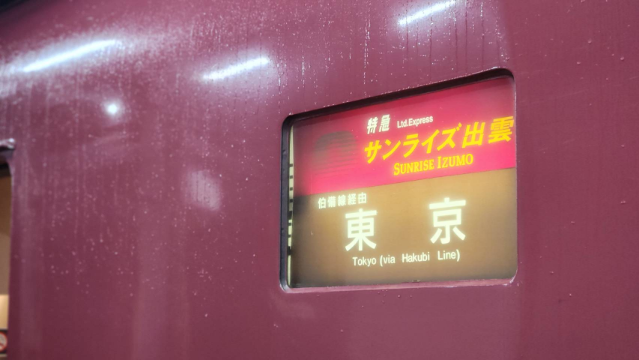 特急 Ltd.Express
サンライズ出雲
SUNRISE IZUMO
伯備線経由
東京
Tokyo (via Hakubi Line)